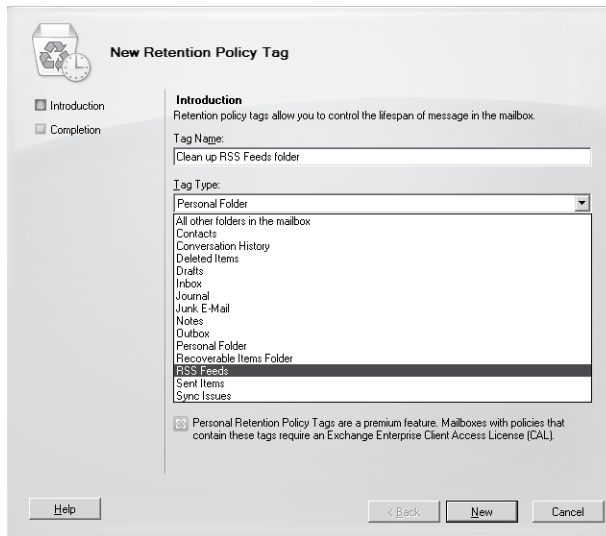 New Retention Policy Tag
Introduction
Completion
Introduction
Retention policy tags allow you to control the lifespan of message in the mailbox.
Tag Name:
Clean up RSS Feeds folder
Tag Type:
Personal Folder
All other folders in the mailbox
Contacts
Conversation History
Deleted Items
Drafts
Inbox
Journal
Junk E-Mail
Notes
Outbox
Personal Folder
Recoverable Items Folder
RSS Feeds
Sent Items
Sync Issues
Personal Retention Policy Tags are a premium feature. Mailboxes with policies that
contain these tags require an Exchange Enterprise Client Access License (CAL).
Help
< Back
New
Cancel